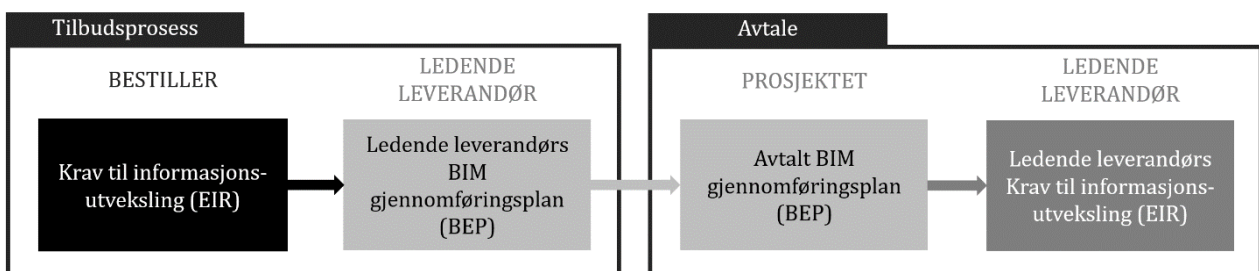 Tilbudsprosess
BESTILLER
LEDENDE
LEVERANDØR
Krav til informasjons-
utveksling (EIR)
Ledende leverandørs
BIM
gjennomføringsplan
(BEP)
Avtale
PROSJEKTET
LEDENDE
LEVERANDØR
Avtalt BIM
gjennomføringsplan
(BEP)
Ledende leverandørs
Krav til informasjons-
utveksling (EIR)